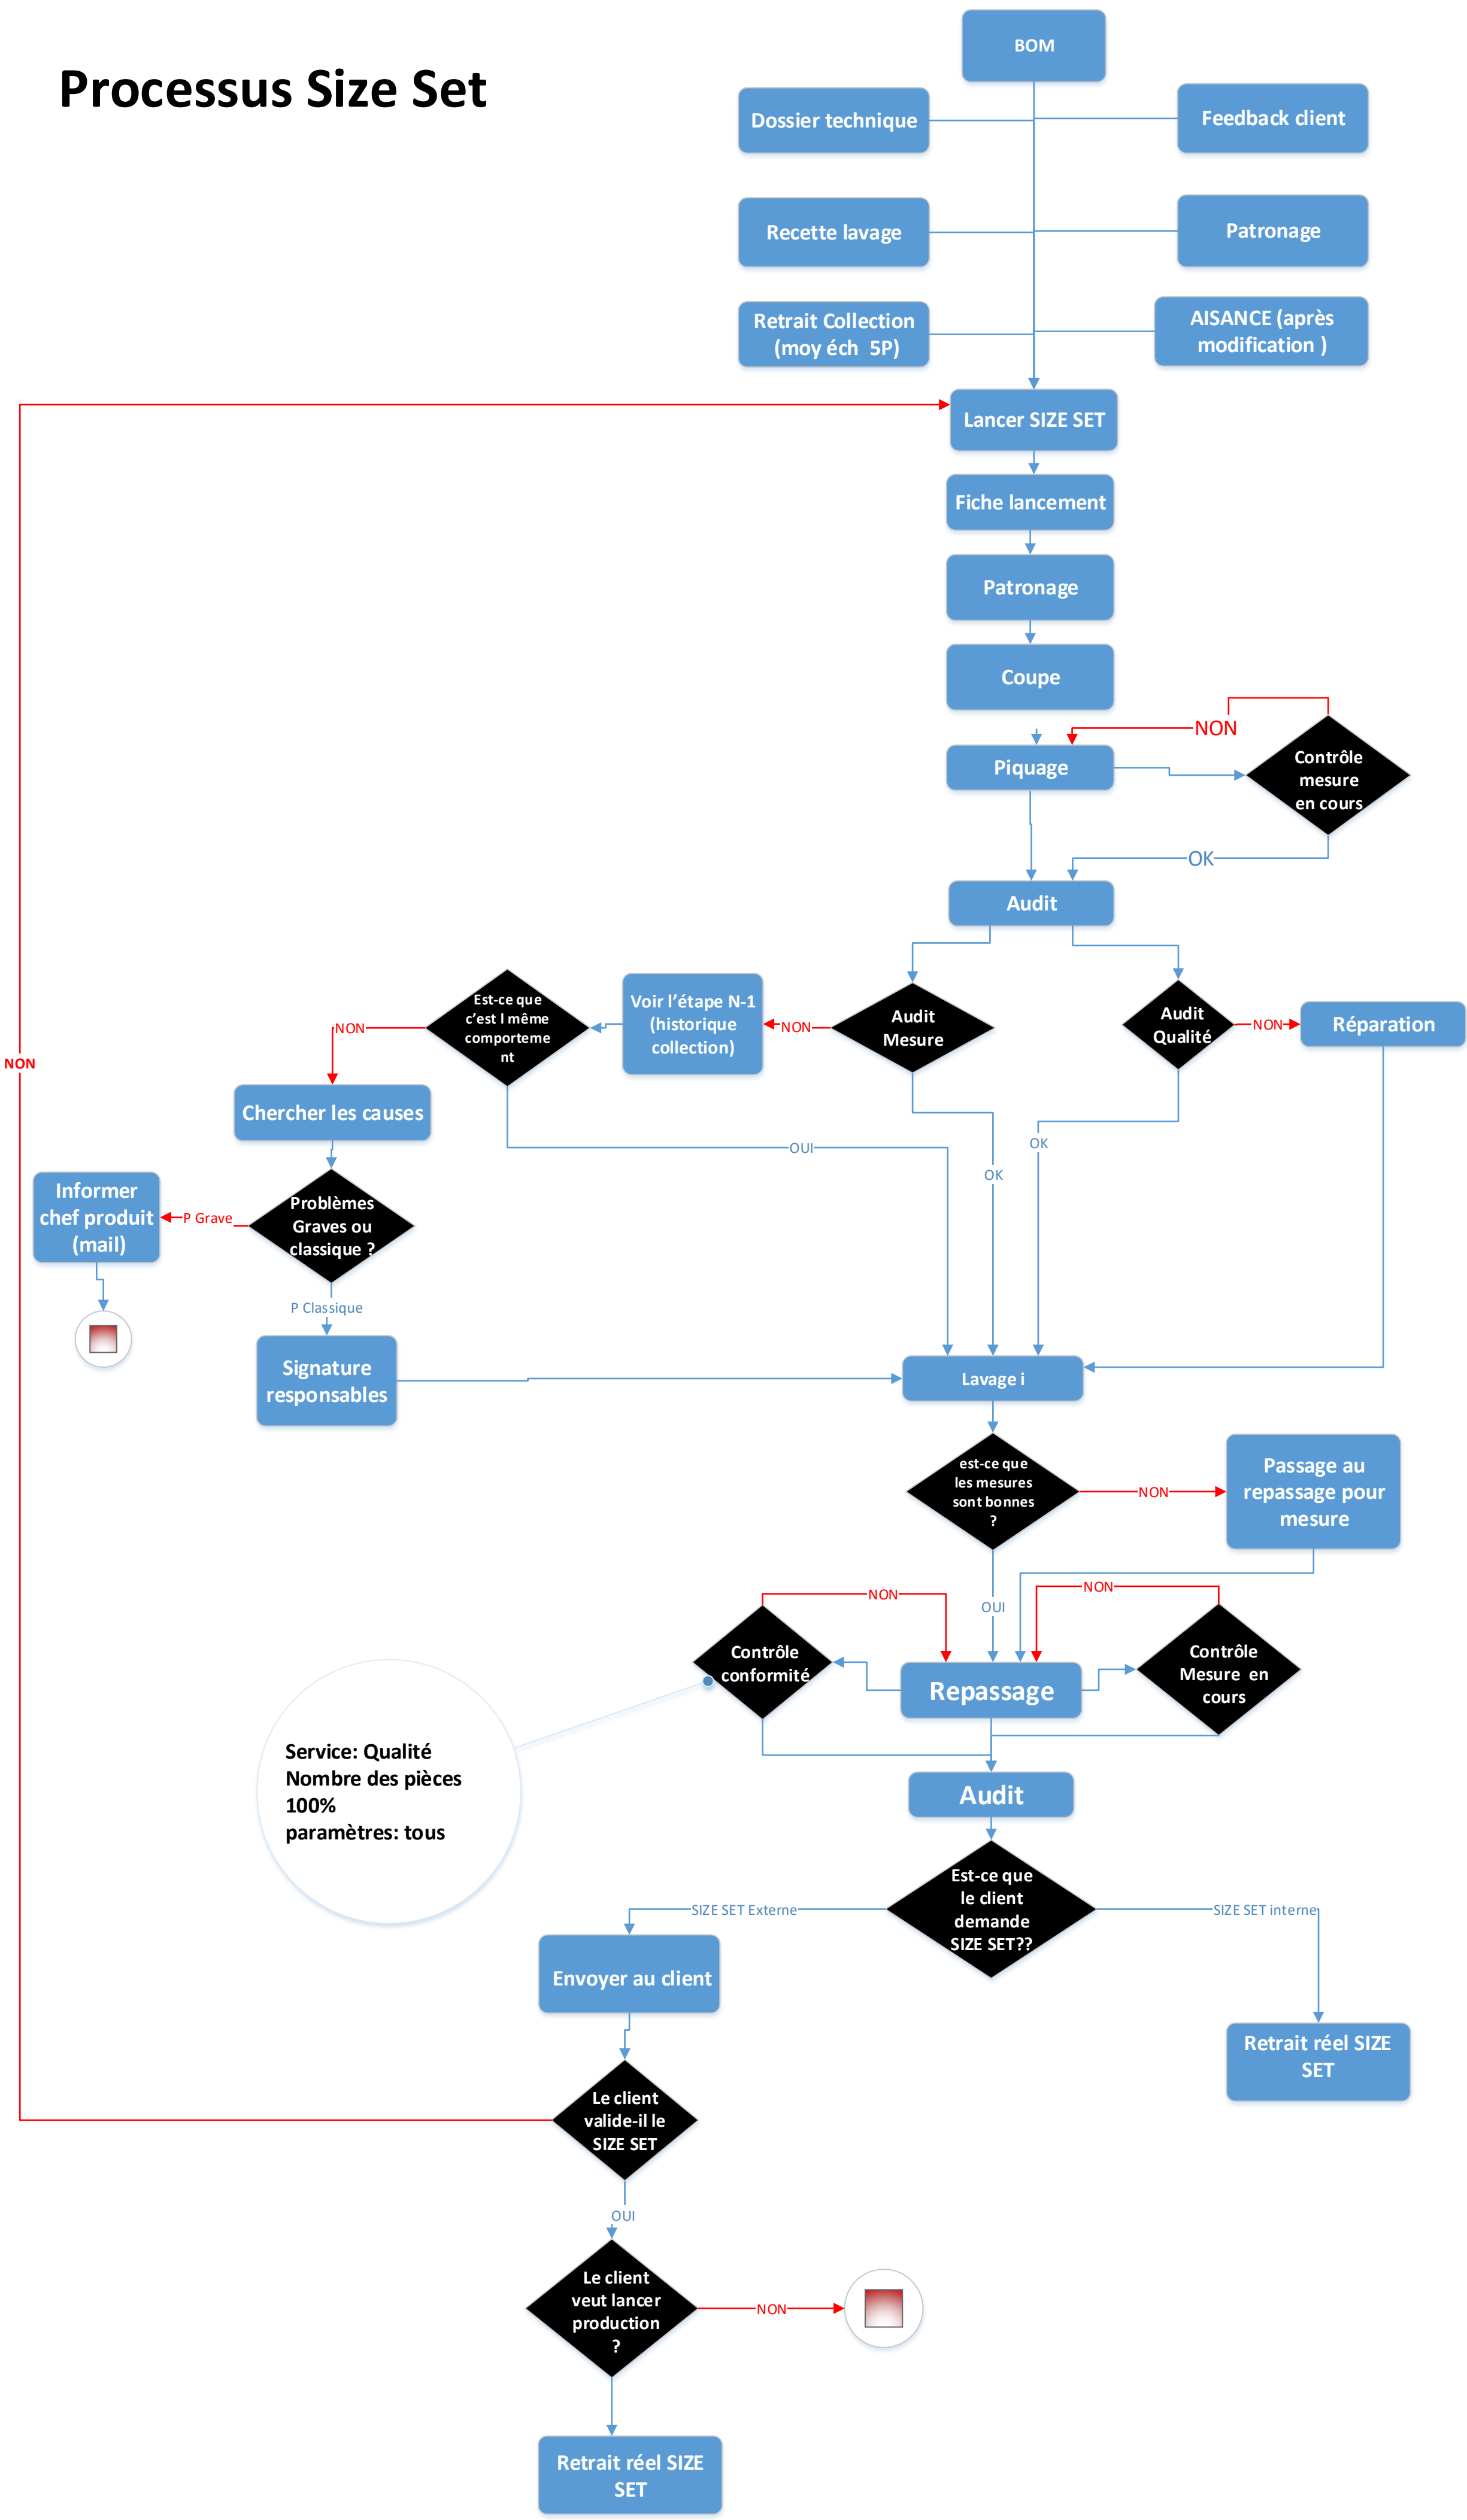 Processus Size Set
BOM
Dossier technique
Feedback client
Recette lavage
Patronage
Retrait Collection
(moy éch  5P)
AISANCE (après
modification )
Lancer SIZE SET
Fiche lancement
Patronage
Coupe
NON
Piquage
Contrôle
mesure
en cours
OK
Audit
Est-ce que
c’est l même
comporteme
nt
Voir l’étape N-1
(historique
collection)
NON
Audit
Mesure
Audit
Qualité
NON
Réparation
NON
NON
Chercher les causes
OUI
OK
OK
Informer
chef produit
(mail)
P Grave
Problèmes
Graves ou
classique ?
P Classique
Signature
responsables
Lavage i
est-ce que
les mesures
sont bonnes
?
NON
Passage au
repassage pour
mesure
OUI
NON
NON
Contrôle
conformité
Repassage
Contrôle
Mesure  en
cours
Service: Qualité
Nombre des pièces
100%
paramètres: tous
Audit
Est-ce que
le client
demande
SIZE SET??
SIZE SET Externe
SIZE SET interne
Envoyer au client
Retrait réel SIZE
SET
Le client
valide-il le
SIZE SET
OUI
Le client
veut lancer
production
?
NON
Retrait réel SIZE
SET